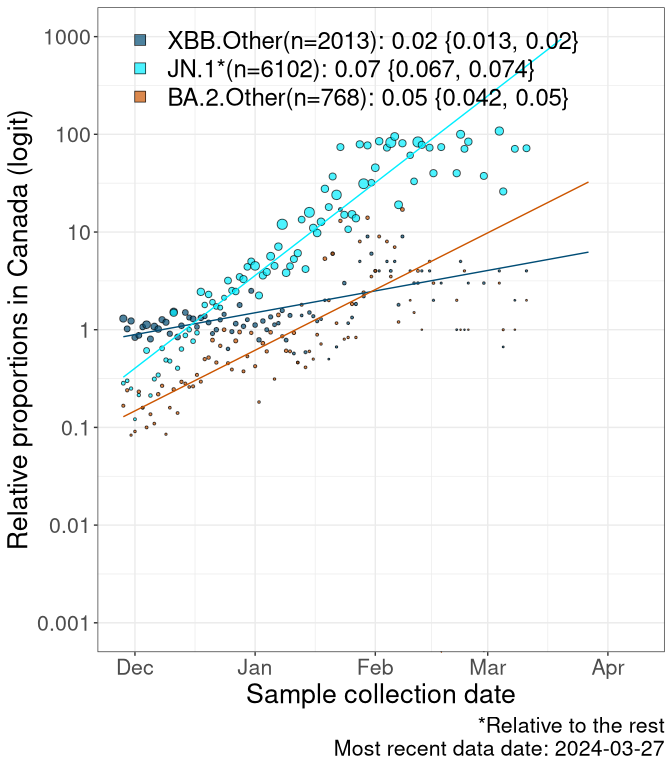 XBB.Other(n=2013): 0.02 {0.013, 0.02}
JN.1*(n=6102): 0.07 {0.067, 0.074}
BA.2.Other(n=768): 0.05 {0.042, 0.05}
Relative proportions in Canada (logit)
1000
100
10
1
0.1
0.01
0.001
Dec Jan Feb Mar Apr
Sample collection date
*Relative to the rest
Most recent data date: 2024-03-27